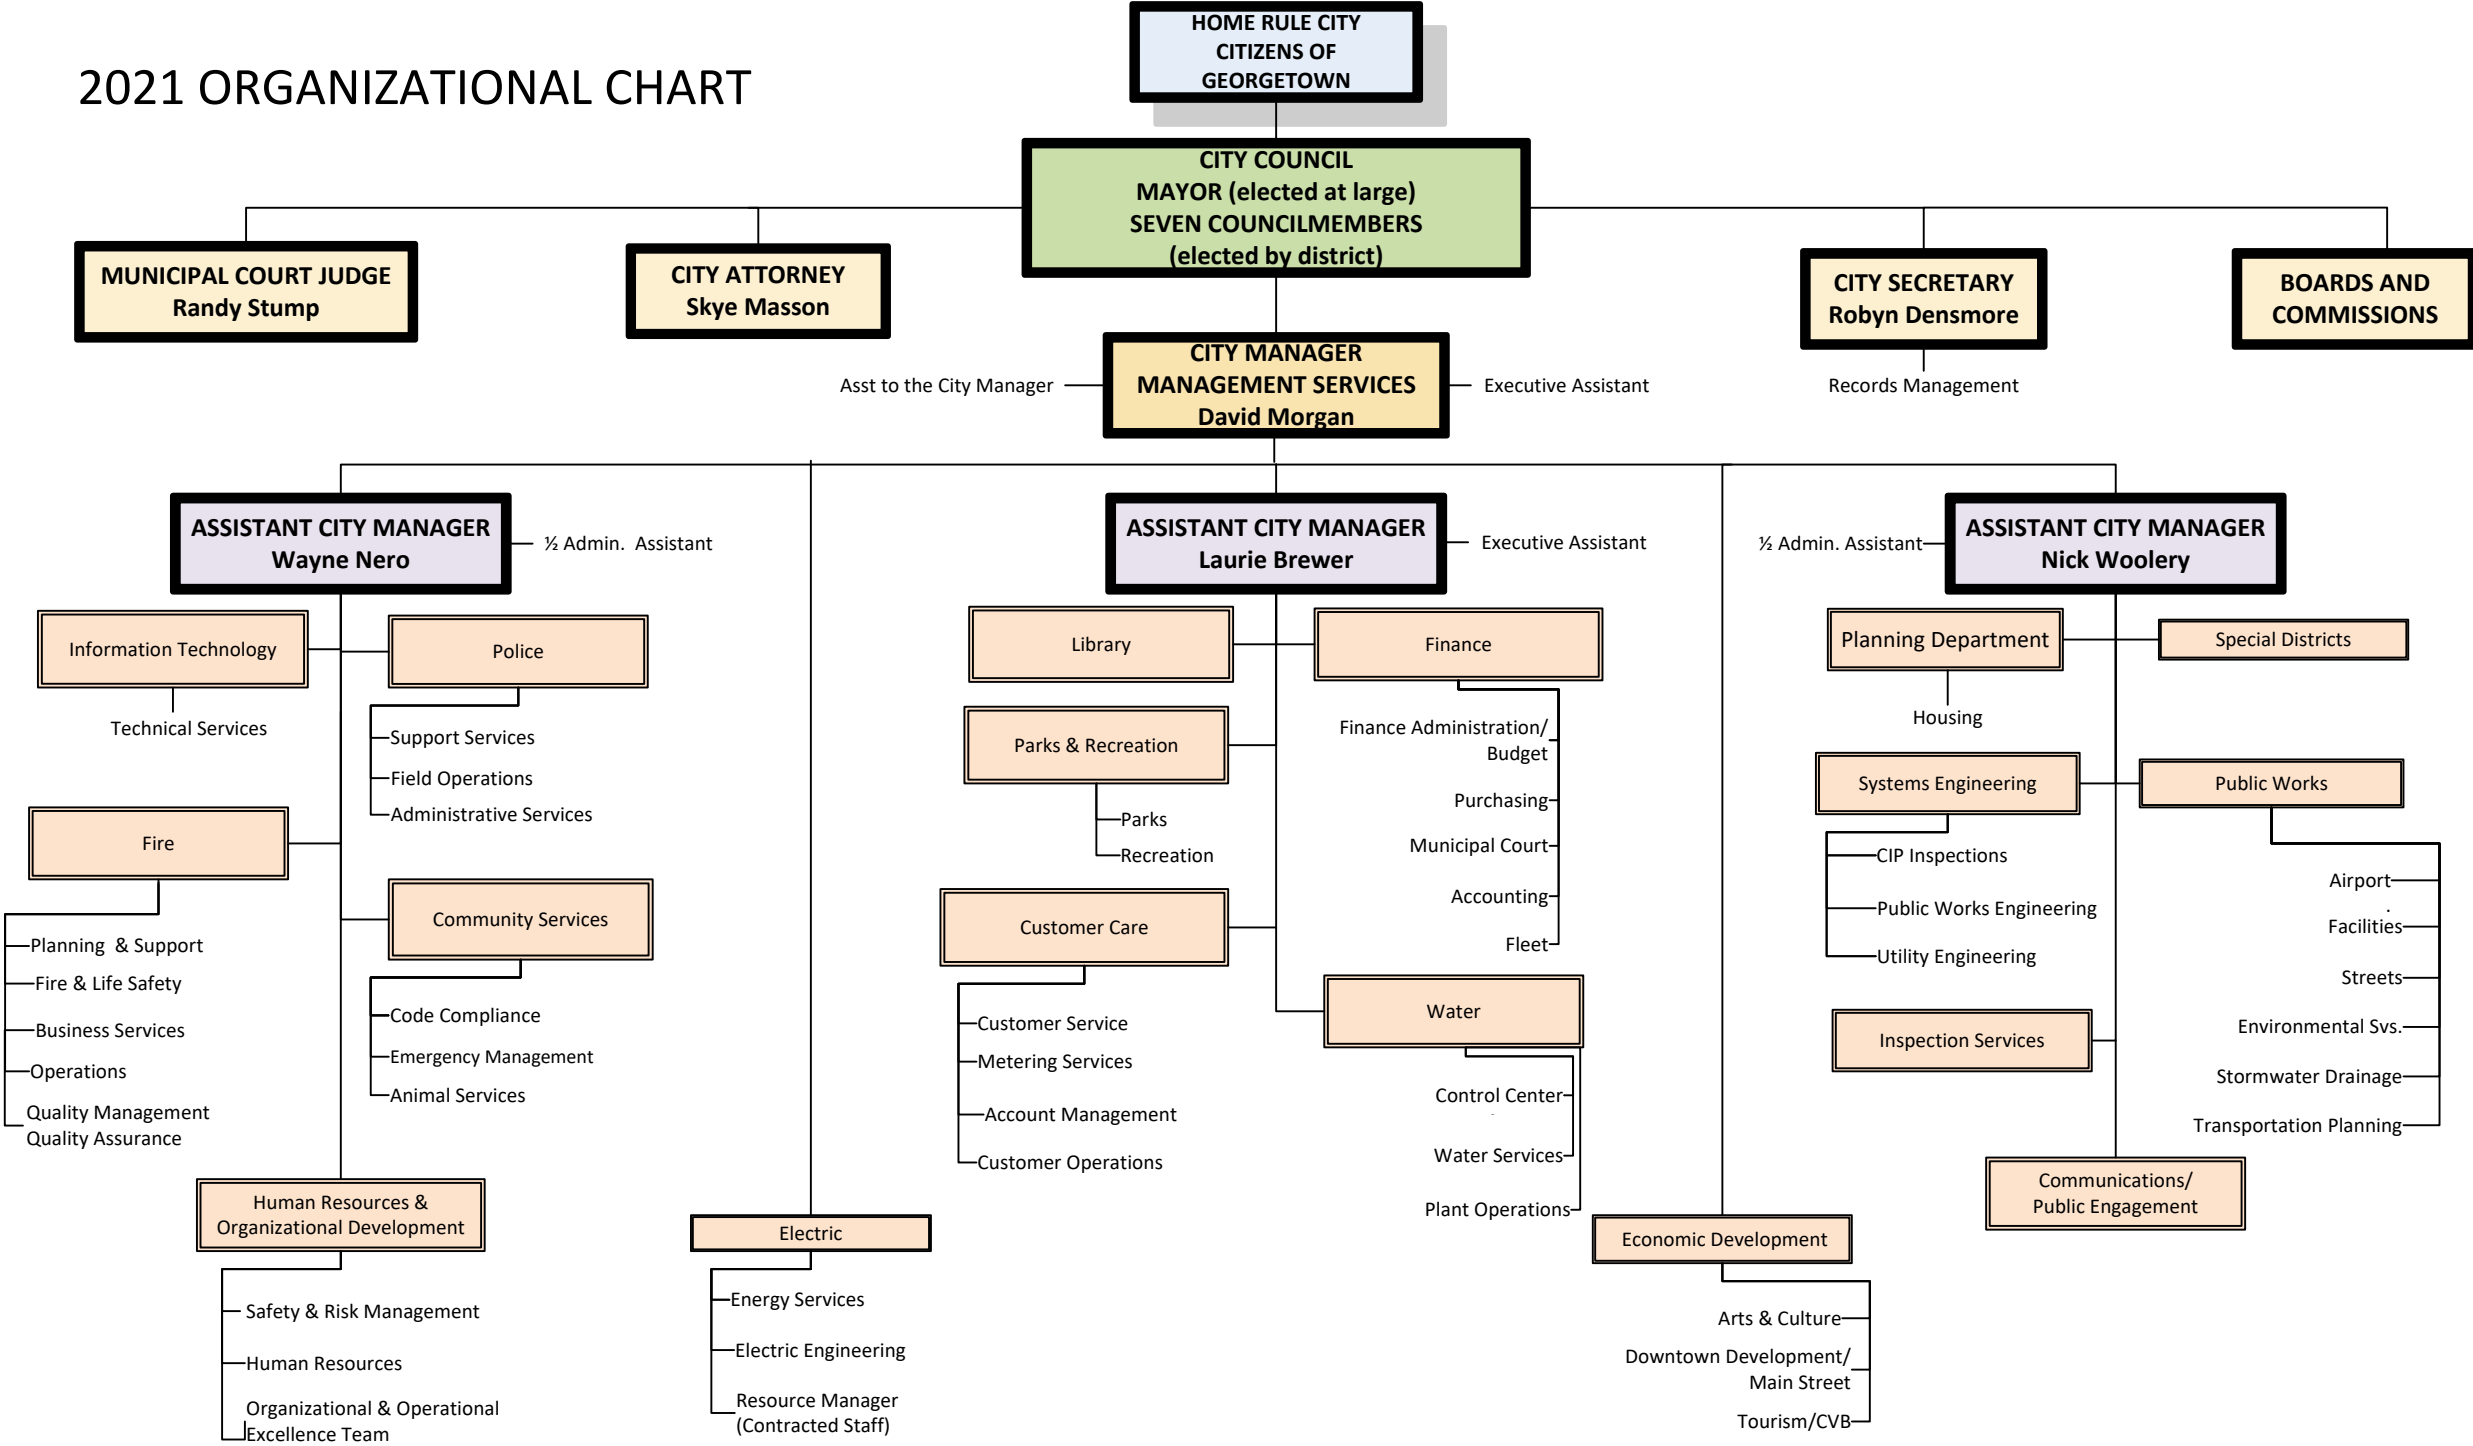 2021 ORGANIZATIONAL CHART
HOME RULE CITY
CITIZENS OF
GEORGETOWN
CITY COUNCIL
MAYOR (elected at large)
SEVEN COUNCILMEMBERS
(elected by district)
MUNICIPAL COURT JUDGE
Randy Stump
CITY ATTORNEY
Skye Masson
CITY SECRETARY
Robyn Densmore
Records Management
BOARDS AND
COMMISSIONS
Asst to the City Manager
CITY MANAGER
MANAGEMENT SERVICES
David Morgan
Executive Assistant
ASSISTANT CITY MANAGER
Wayne Nero
½ Admin.  Assistant
Information Technology
Technical Services
Police
Support Services
Field Operations
Administrative Services
Fire
Planning  & Support
Fire & Life Safety
Business Services
Operations
Quality Management
Quality Assurance
Community Services
Code Compliance
Emergency Management
Animal Services
Human Resources &
Organizational Development
Safety & Risk Management
Human Resources
Organizational & Operational
Excellence Team
Electric
Energy Services
Electric Engineering
Resource Manager
(Contracted Staff)
ASSISTANT CITY MANAGER
Laurie Brewer
Executive Assistant
Library
Finance
Finance Administration/
Budget
Purchasing
Municipal Court
Accounting
Fleet
Parks & Recreation
Parks
Recreation
Customer Care
Customer Service
Metering Services
Account Management
Customer Operations
Water
Control Center
Water Services
Plant Operations
Economic Development
Arts & Culture
Downtown Development/
Main Street
Tourism/CVB
½ Admin. Assistant
ASSISTANT CITY MANAGER
Nick Woolery
Planning Department
Housing
Special Districts
Systems Engineering
CIP Inspections
Public Works Engineering
Utility Engineering
Public Works
Airport
Facilities
Streets
Environmental Svs.
Stormwater Drainage
Transportation Planning
Inspection Services
Communications/
Public Engagement